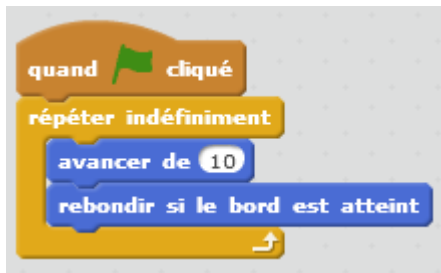 quand cliqué
répéter indéfiniment
avancer de 10
rebondir si le bord est atteint